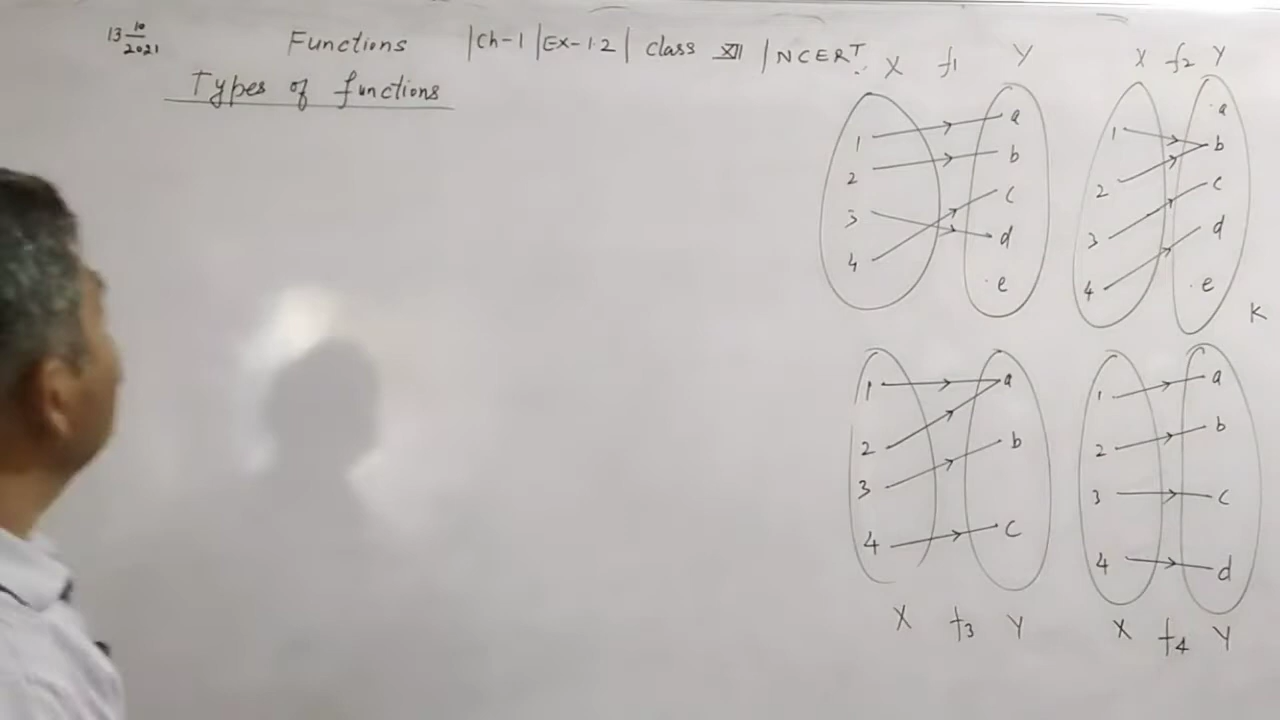 13 10/2021 Functions |Ch-1|Ex-1.2| class XII |NCERT
Types of functions
X f1 Y
1 a
2 b
3 c
4 d
e
X f2 Y
a
1 b
2 c
3 d
4 e
K
1 a
2 b
3
4 c
X f3 Y
1 a
2 b
3 c
4 d
X f4 Y